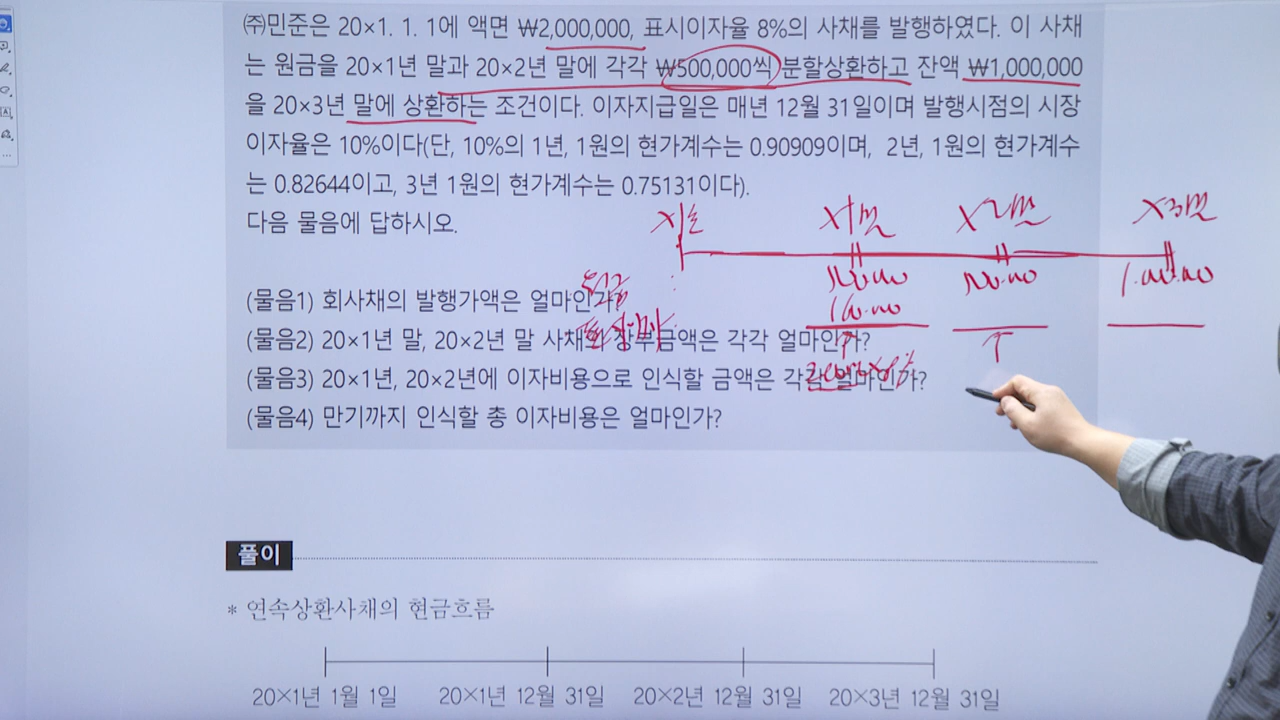 ㈜민준은 20×1. 1. 1에 액면 ₩2,000,000, 표시이자율 8%의 사채를 발행하였다. 이 사채
는 원금을 20×1년 말과 20×2년 말에 각각 ₩500,000씩 분할상환하고 잔액 ₩1,000,000
을 20×3년 말에 상환하는 조건이다. 이자지급일은 매년 12월 31일이며 발행시점의 시장
이자율은 10%이다(단, 10%의 1년, 1원의 현가계수는 0.90909이며, 2년, 1원의 현가계수
는 0.82644이고, 3년 1원의 현가계수는 0.75131이다).
다음 물음에 답하시오.
X1초 X1말 X2말 X3말
원금
(물음1) 회사채의 발행가액은 얼마인가?
(물음2) 20×1년 말, 20×2년 말 사채의 장부금액은 각각 얼마인가?
(물음3) 20×1년, 20×2년에 이자비용으로 인식할 금액은 각각 얼마인가?
(물음4) 만기까지 인식할 총 이자비용은 얼마인가?
풀이
* 연속상환사채의 현금흐름
20×1년 1월 1일 20×1년 12월 31일 20×2년 12월 31일 20×3년 12월 31일